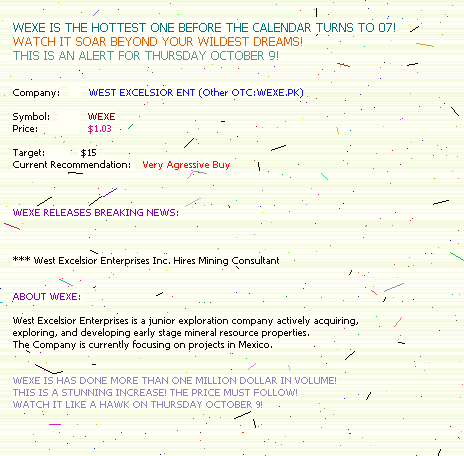 WEXE IS THE HOTTEST ONE BEFORE THE CALENDAR TURNS TO 07!
WATCH IT SOAR BEYOND YOUR WILDEST DREAMS!
THIS IS AN ALERT FOR THURSDAY OCTOBER 9!
Company: WEST EXCELSIOR ENT (Other OTC:WEXE.PK)
Symbol: WEXE
Price: $1.03
Target: $15
Current Recommendation: Very Agressive Buy
WEXE RELEASES BREAKING NEWS:
*** West Excelsior Enterprises Inc. Hires Mining Consultant
ABOUT WEXE:
West Excelsior Enterprises is a junior exploration company actively acquiring,
exploring, and developing early stage mineral resource properties.
The Company is currently focusing on projects in Mexico.
WEXE IS HAS DONE MORE THAN ONE MILLION DOLLAR IN VOLUME!
THIS IS A STUNNING INCREASE! THE PRICE MUST FOLLOW!
WATCH IT LIKE A HAWK ON THURSDAY OCTOBER 9!